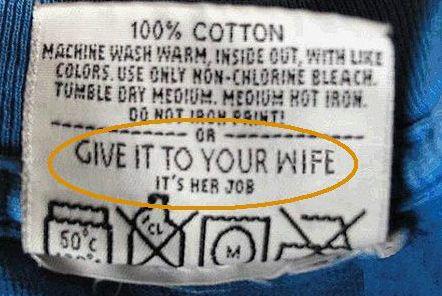 100% COTTON
MACHINE WASH WARM, INSIDE OUT, WITH LIKE
COLORS. USE ONLY NON-CHLORINE BLEACH.
TUMBLE DRY MEDIUM. MEDIUM HOT IRON.
DO NOT IRON PRINT!
OR
GIVE IT TO YOUR WIFE
IT'S HER JOB
50°C
CL
M